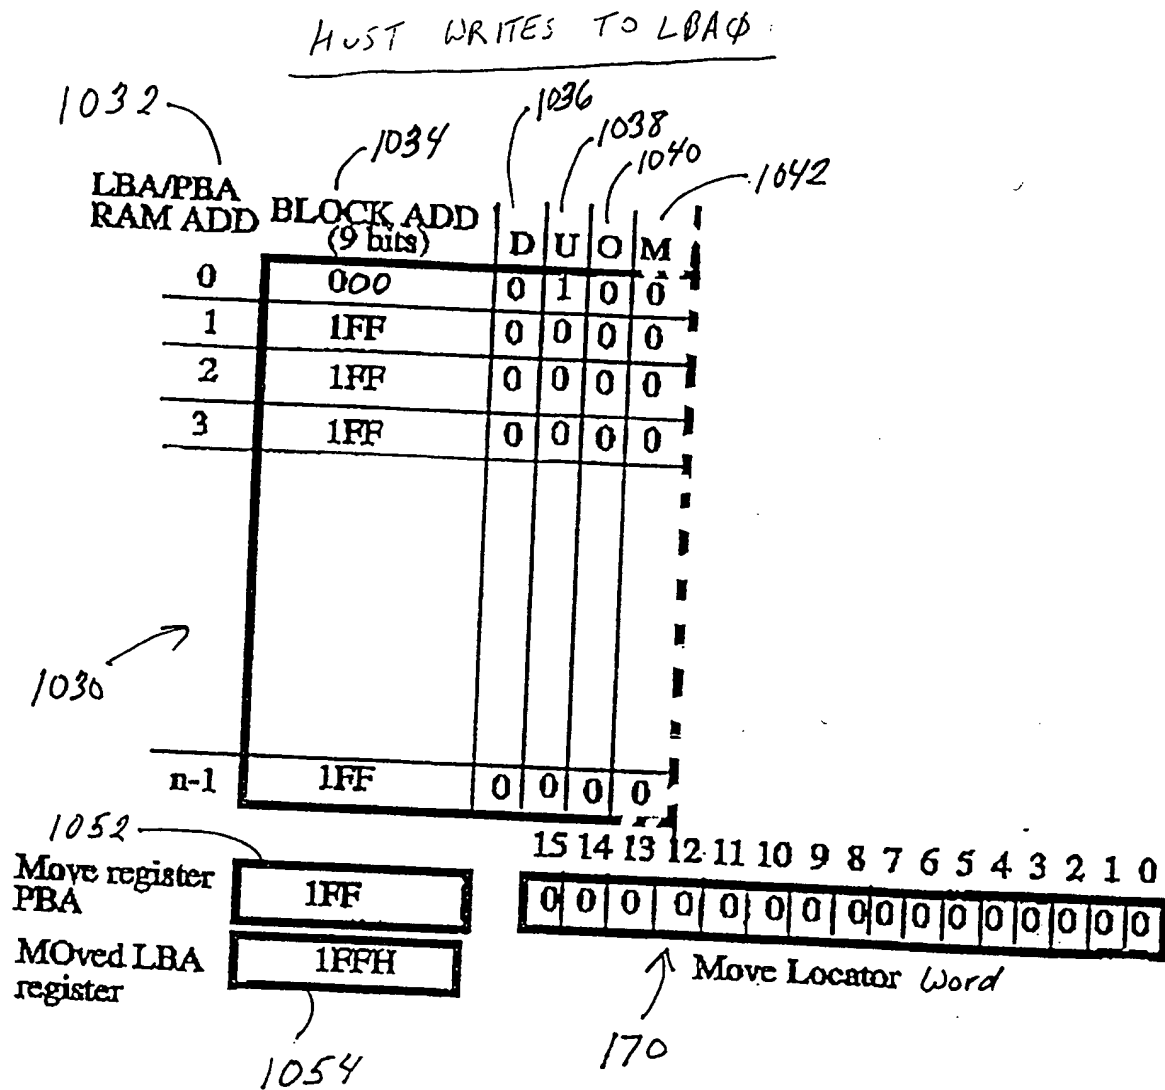 HOST WRITES TO LBAØ
1032
1034
1036
1038
1040
1042
LBA/PBA
RAM ADD
BLOCK ADD
(9 bits)
D U O M
0 000 0 1 0 0
1 1FF 0 0 0 0
2 1FF 0 0 0 0
3 1FF 0 0 0 0
1030
n-1 1FF 0 0 0 0
1052
15 14 13 12 11 10 9 8 7 6 5 4 3 2 1 0
Move register
PBA
1FF
0 0 0 0 0 0 0 0 0 0 0 0 0 0 0 0
MOved LBA
register
1FFH
Move Locator Word
1054
170